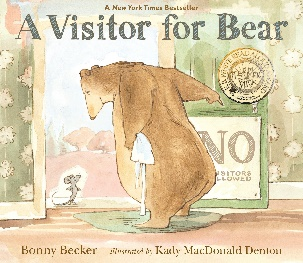 A New York Times Bestseller
A Visitor for Bear
NO
VISITORS
ALLOWED
Bonny Becker Illustrated by Kady MacDonald Denton